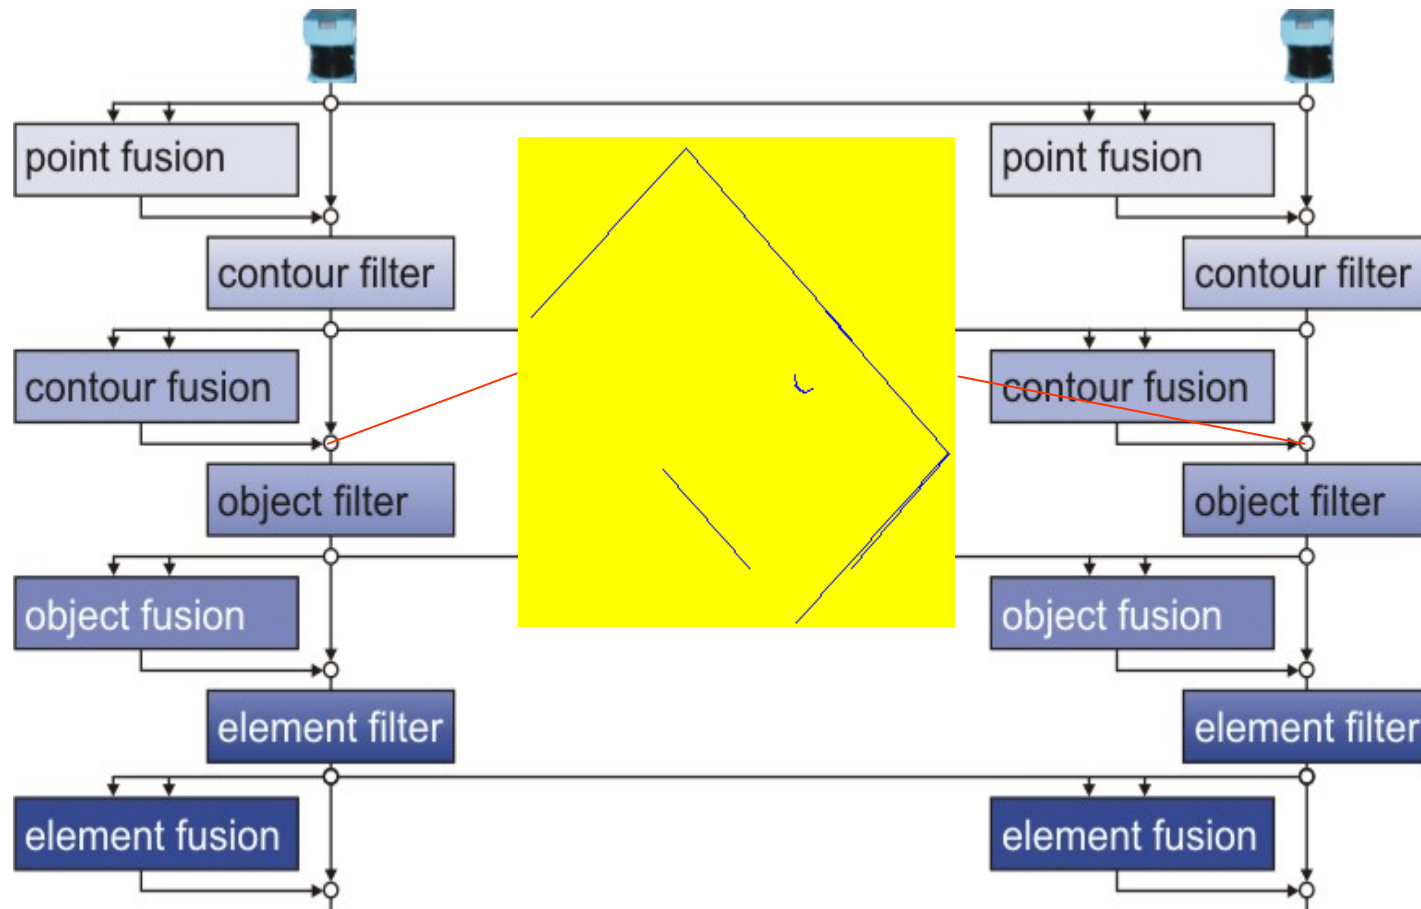 point fusion
point fusion
contour filter
contour filter
contour fusion
contour fusion
object filter
object filter
object fusion
object fusion
element filter
element filter
element fusion
element fusion